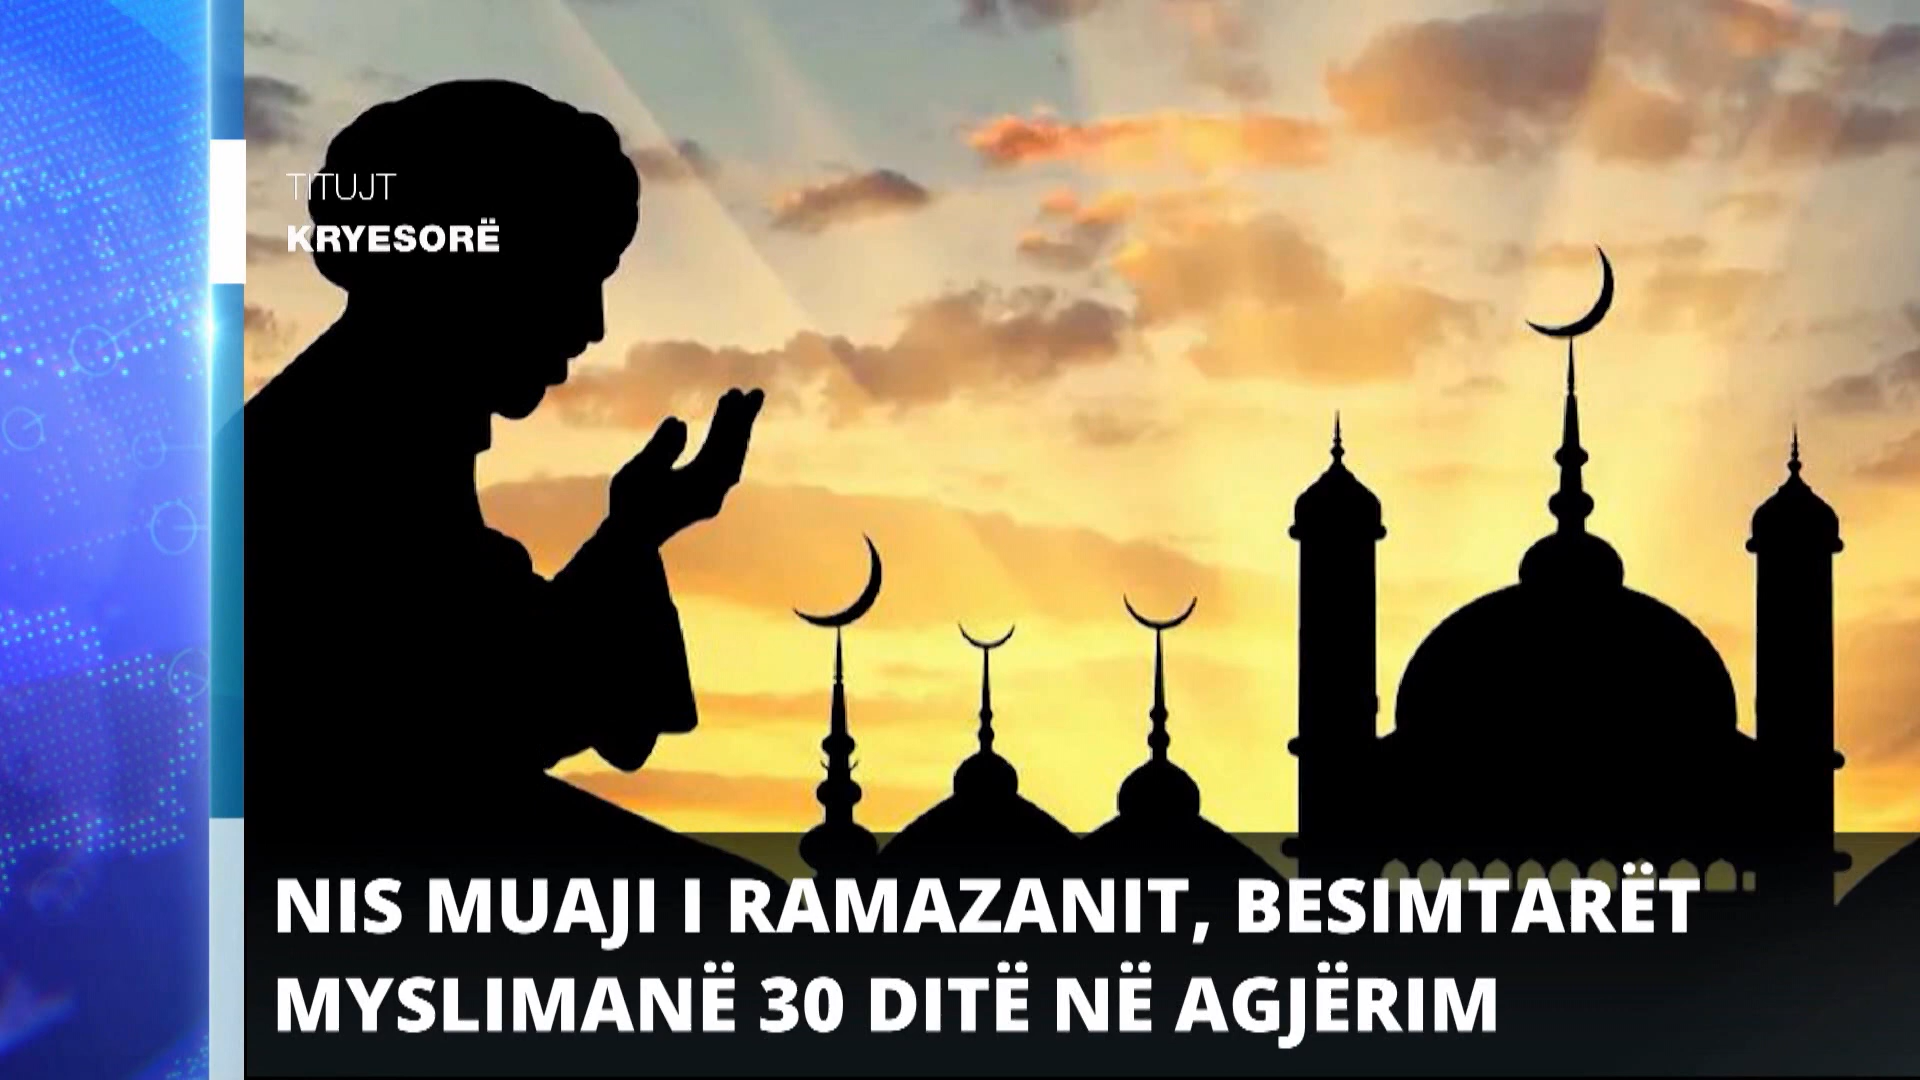 TITUJT
KRYESORË
NIS MUAJI I RAMAZANIT, BESIMTARËT
MYSLIMANË 30 DITË NË AGJËRIM